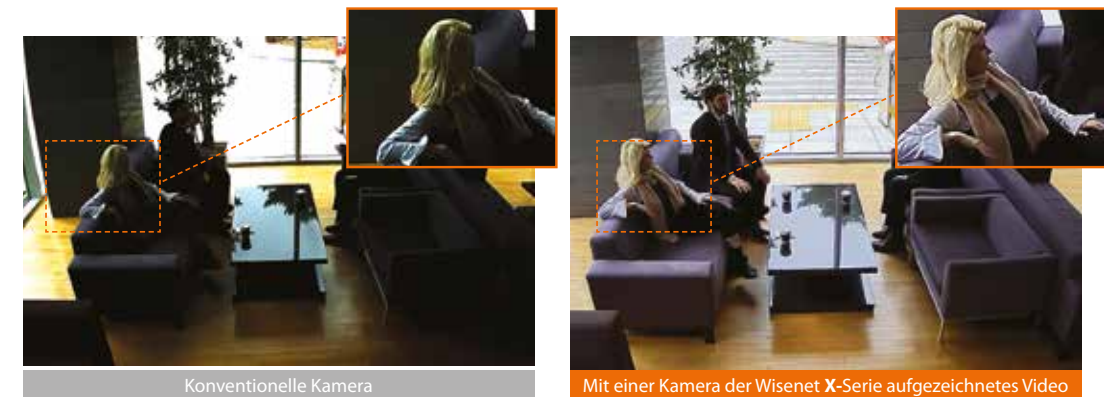 Konventionelle Kamera
Mit einer Kamera der Wisenet X-Serie aufgezeichnetes Video